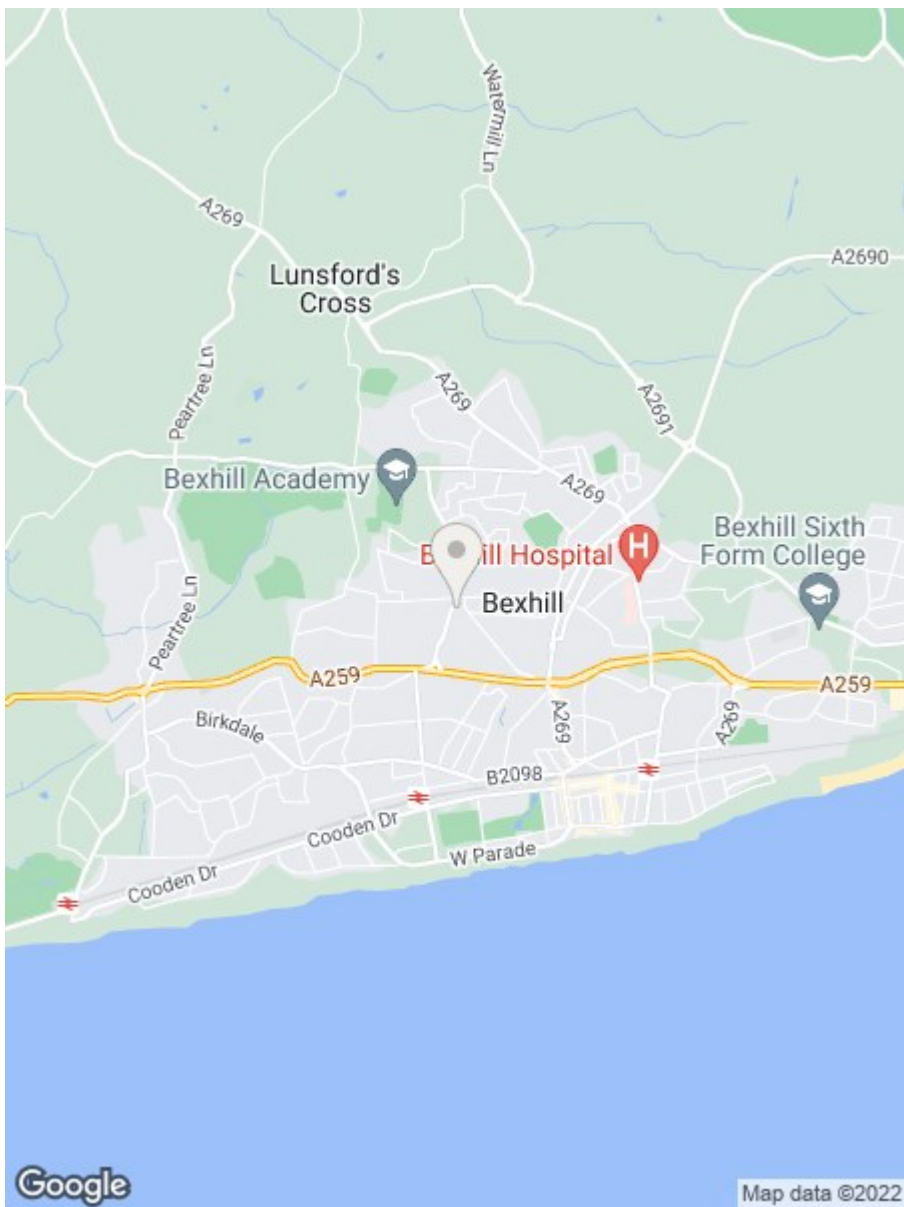 Watermill Ln
A269
A2690
Lunsford's
Cross
Peartree Ln
A269
A2691
Bexhill Academy
A269
Bexhill Sixth
Form College
H
Hospital
Bexhill
Peartree Ln
A259
A259
Birkdale
A269
A269
B2098
Cooden Dr
W Parade
Cooden Dr
Google
Map data ©2022